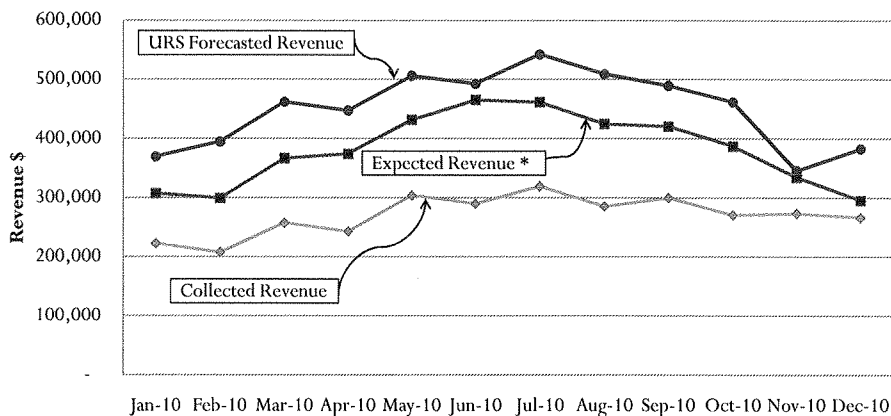 600,000
URS Forecasted Revenue
500,000
400,000
Expected Revenue *
Revenue $
300,000
200,000
Collected Revenue
100,000
-
Jan-10 Feb-10 Mar-10 Apr-10 May-10 Jun-10 Jul-10 Aug-10 Sep-10 Oct-10 Nov-10 Dec-10